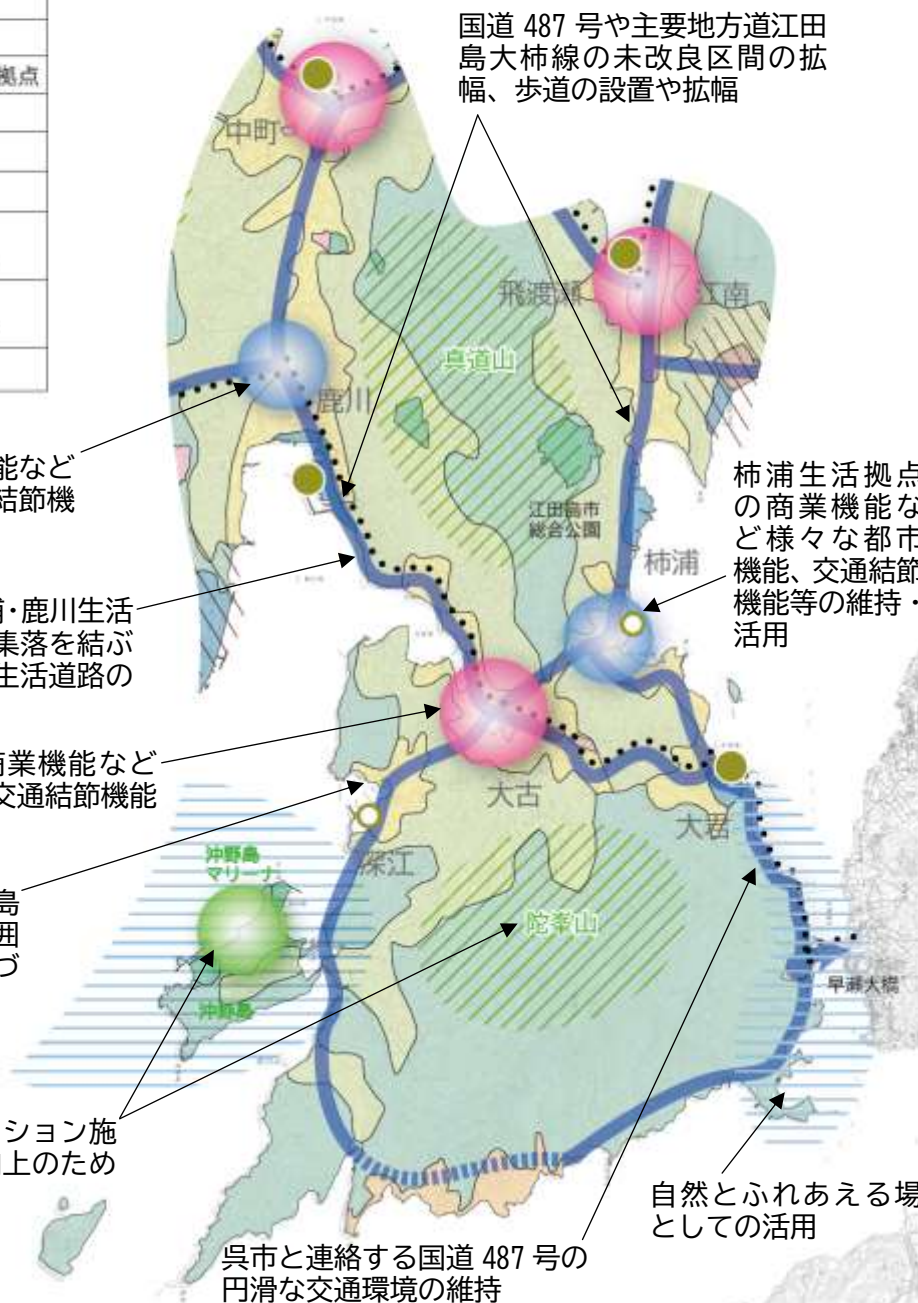 拠点
国道 487 号や主要地方道江田
島大柿線の未改良区間の拡
幅、歩道の設置や拡幅
中町
飛渡瀬
江南
真道山
鹿川
能など
結節機
江田島市
総合公園
柿浦
柿浦生活拠点
の商業機能な
ど様々な都市
機能、交通結節
機能等の維持・
活用
浦・鹿川生活
集落を結ぶ
生活道路の
商業機能など
交通結節機能
大古
大君
深江
沖野島
マリーナ
島
囲
づ
陀峯山
早瀬大橋
沖野島
ション施
向上のため
自然とふれあえる場
としての活用
呉市と連絡する国道 487 号の
円滑な交通環境の維持